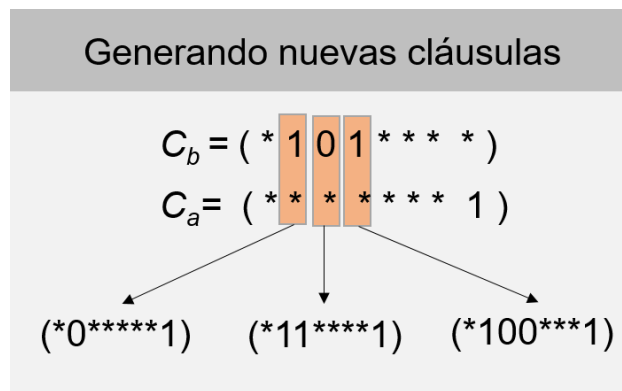 Generando nuevas cláusulas
C_b = ( * 1 0 1 * * * * )
C_a= ( * * * * * * * 1 )
(*0*****1) (*11****1) (*100***1)